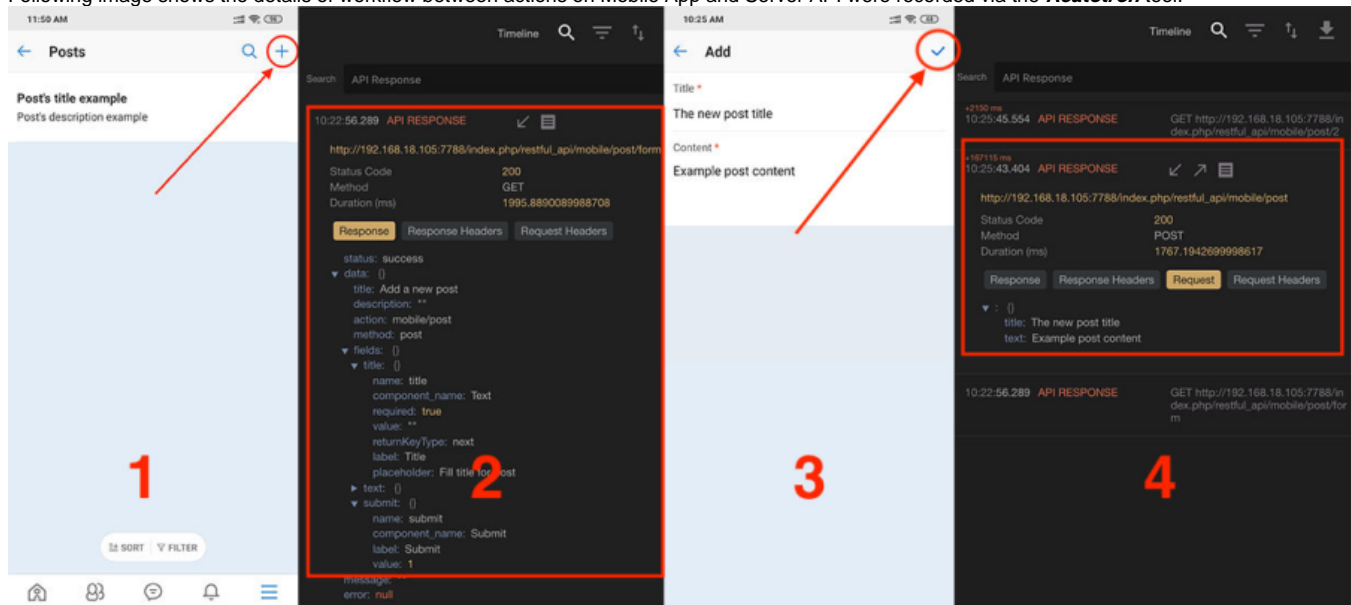 Following image shows the details of workflow between actions on Mobile App and Server API were recorded via the Reactotron tool.
11:50 AM
Posts
Post's title example
Post's description example
1
SORT
FILTER
Timeline
Search API Response
10:22:56.289 API RESPONSE
http://192.168.18.105:7788/index.php/restful_api/mobile/post/form
Status Code 200
Method GET
Duration (ms) 1995.8890089988708
Response Response Headers Request Headers
status: success
data: {}
title: Add a new post
description: ""
action: mobile/post
method: post
fields: {}
title: {}
name: title
component_name: Text
required: true
value: ""
returnKeyType: next
label: Title
placeholder: Fill title for post
text: {}
submit: {}
name: submit
component_name: Submit
label: Submit
value: 1
message: ""
error: null
2
10:25 AM
Add
Title *
The new post title
Content *
Example post content
3
Timeline
Search API Response
+2150 ms
10:25:45.554 API RESPONSE GET http://192.168.18.105:7788/in
dex.php/restful_api/mobile/post/2
+167115 ms
10:25:43.404 API RESPONSE
http://192.168.18.105:7788/index.php/restful_api/mobile/post
Status Code 200
Method POST
Duration (ms) 1767.1942699998617
Response Response Headers Request Request Headers
: {}
title: The new post title
text: Example post content
10:22:56.289 API RESPONSE GET http://192.168.18.105:7788/in
dex.php/restful_api/mobile/post/for
m
4